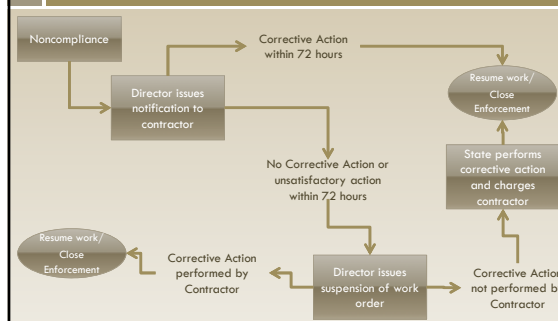 Noncompliance
Corrective Action
within 72 hours
Director issues
notification to
contractor
Resume work/
Close
Enforcement
No Corrective Action or
unsatisfactory action
within 72 hours
State performs
corrective action
and charges
contractor
Resume work/
Close
Enforcement
Corrective Action
performed by
Contractor
Director issues
suspension of work
order
Corrective Action
not performed b
Contractor